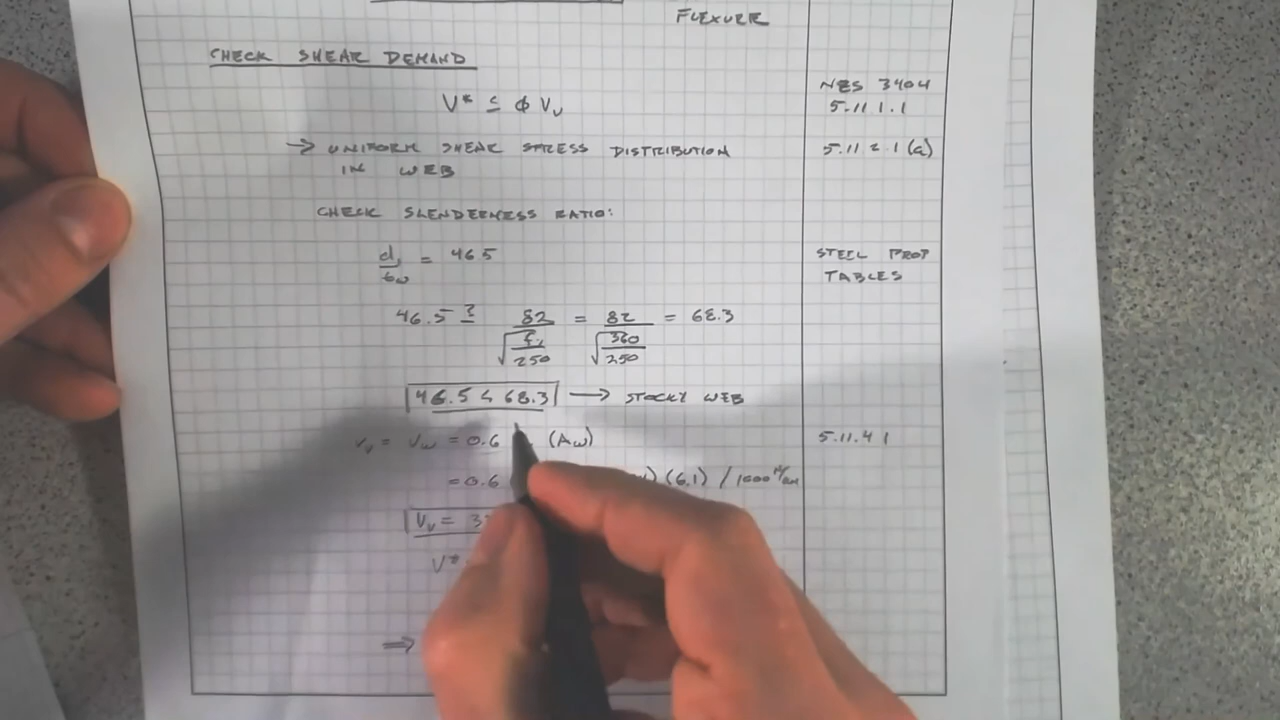 FLEXURE
CHECK SHEAR DEMAND
V* ≤ ϕ Vv
NZS 3404
5.11.1.1
→ UNIFORM SHEAR STRESS DISTRIBUTION
IN WEB
5.11.2.1 (a)
CHECK SLENDERNESS RATIO:
d1/tw = 46.5
STEEL PROP
TABLES
46.5 ≤? 82/√(fy/250) = 82/√(360/250) = 68.3
46.5 ≤ 68.3 → STOCKY WEB
Vv = Vw = 0.6 (Aw)
5.11.4.1
= 0.6 (6.1) / 1000 N/kN
Vv = 3
V*
⇒